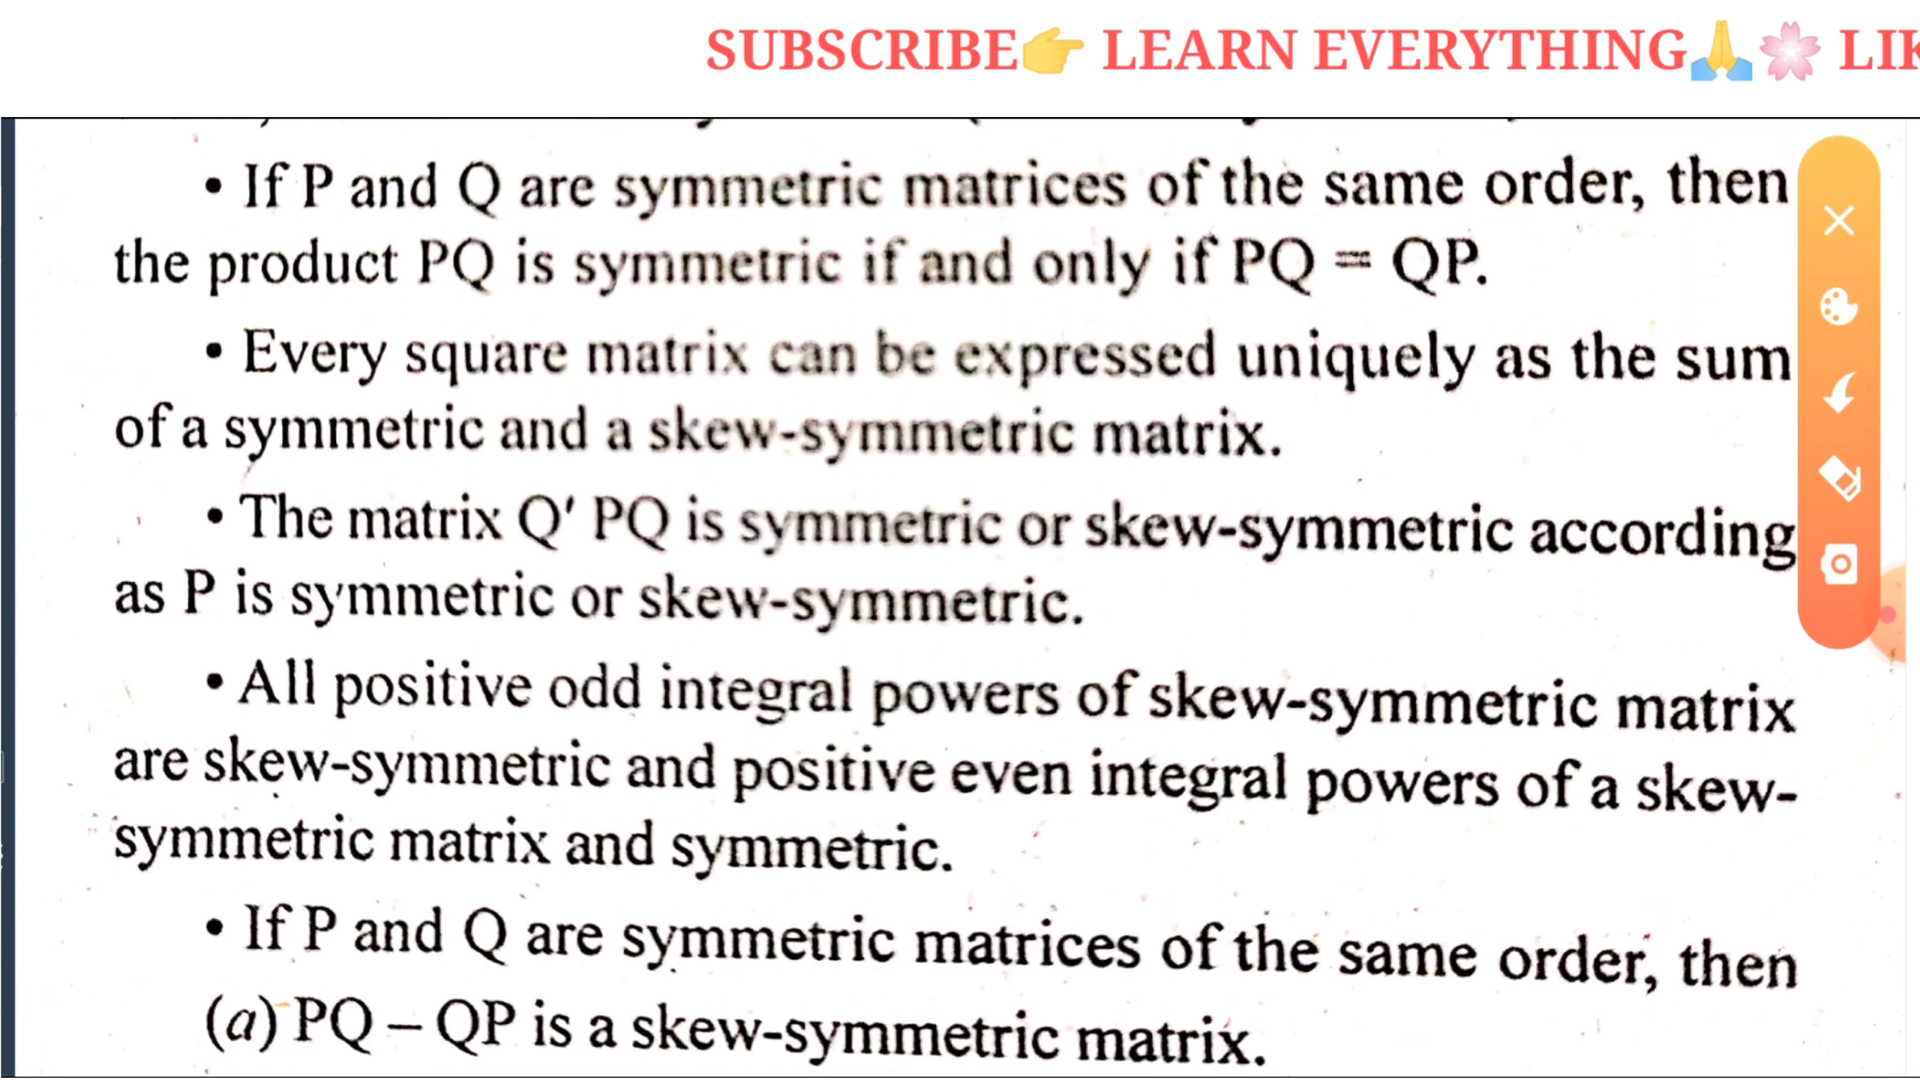 SUBSCRIBE👉 LEARN EVERYTHING🙏🌸 LIK
• If P and Q are symmetric matrices of the same order, then
the product PQ is symmetric if and only if PQ = QP.
• Every square matrix can be expressed uniquely as the sum
of a symmetric and a skew-symmetric matrix.
• The matrix Q′ PQ is symmetric or skew-symmetric according
as P is symmetric or skew-symmetric.
• All positive odd integral powers of skew-symmetric matrix
are skew-symmetric and positive even integral powers of a skew-
symmetric matrix and symmetric.
• If P and Q are symmetric matrices of the same order, then
(a) PQ – QP is a skew-symmetric matrix.